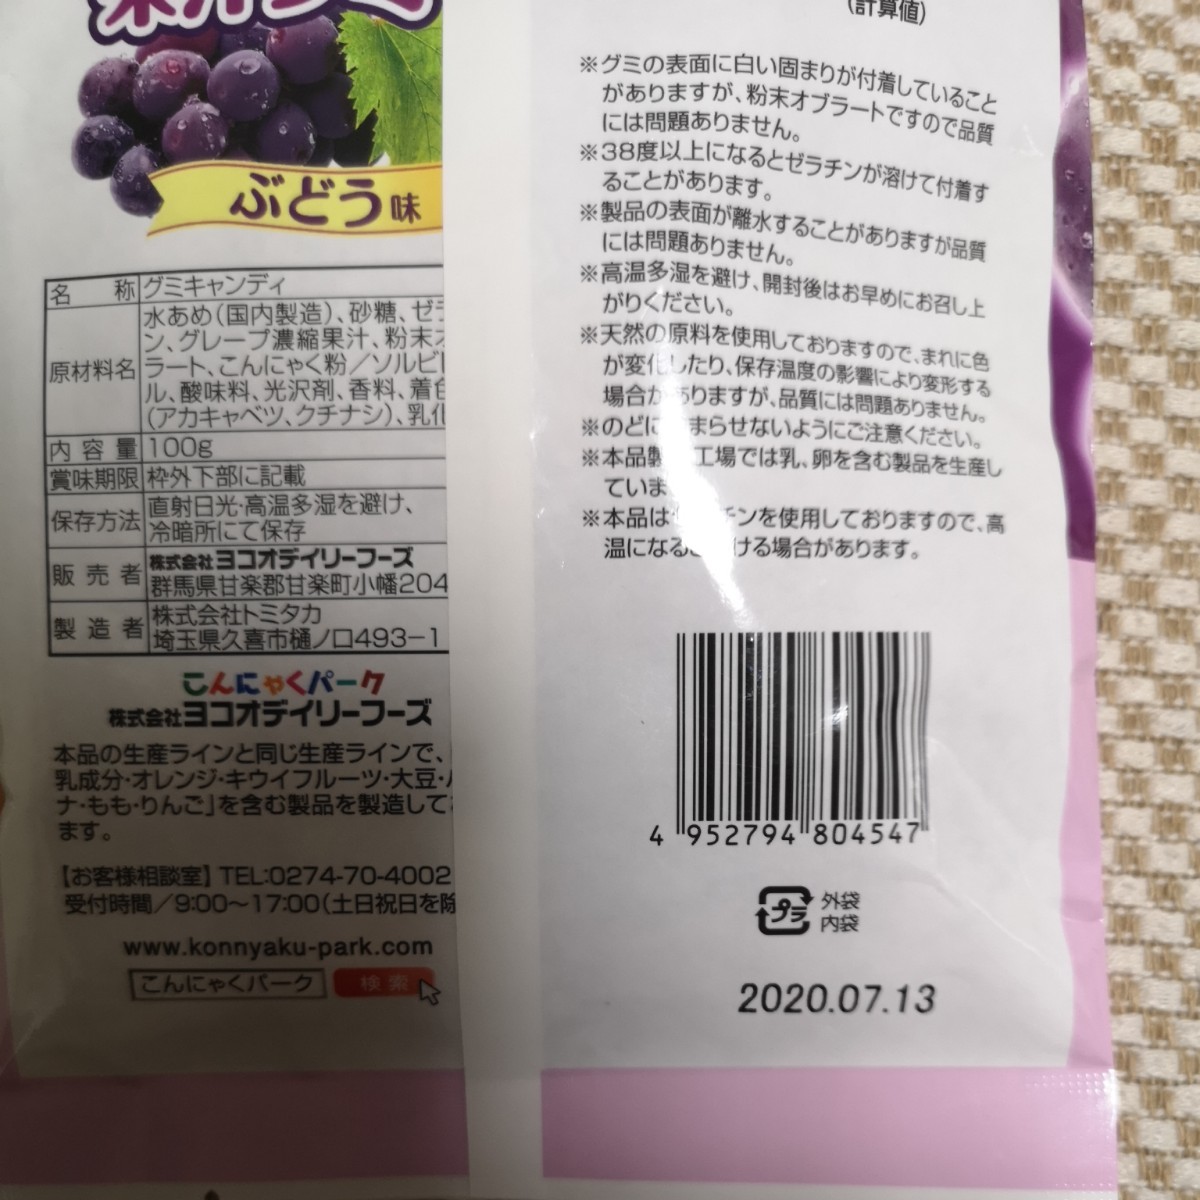 果汁グミ
ぶどう味
名称 グミキャンディ
原材料名 水あめ(国内製造)、砂糖、ゼラ
ン、グレープ濃縮果汁、粉末オ
ラート、こんにゃく粉/ソルビ
ル、酸味料、光沢剤、香料、着色
(アカキャベツ、クチナシ)、乳化
内容量 100g
賞味期限 枠外下部に記載
保存方法 直射日光・高温多湿を避け、
冷暗所にて保存
販売者 株式会社ヨコオデイリーフーズ
群馬県甘楽郡甘楽町小幡204
製造者 株式会社トミタカ
埼玉県久喜市樋ノ口493-1
こんにゃくパーク
株式会社ヨコオデイリーフーズ
本品の生産ラインと同じ生産ラインで、
乳成分・オレンジ・キウイフルーツ・大豆・
ナ・もも・りんご」を含む製品を製造して
ます。
【お客様相談室】TEL:0274-70-4002
受付時間/9:00~17:00(土日祝日を除
www.konnyaku-park.com
こんにゃくパーク 検索
(計算値)
※グミの表面に白い固まりが付着していること
がありますが、粉末オブラートですので品質
には問題ありません。
※38度以上になるとゼラチンが溶けて付着す
ることがあります。
※製品の表面が離水することがありますが品質
には問題ありません。
※高温多湿を避け、開封後はお早めにお召し上
がりください。
※天然の原料を使用しておりますので、まれに色
が変化したり、保存温度の影響により変形する
場合がありますが、品質には問題ありません。
※のどに まらせないようにご注意ください。
※本品製 工場では乳、卵を含む製品を生産し
ていま
※本品は チンを使用しておりますので、高
温になる ける場合があります。
4 952794 804547
プラ 外袋
内袋
2020.07.13